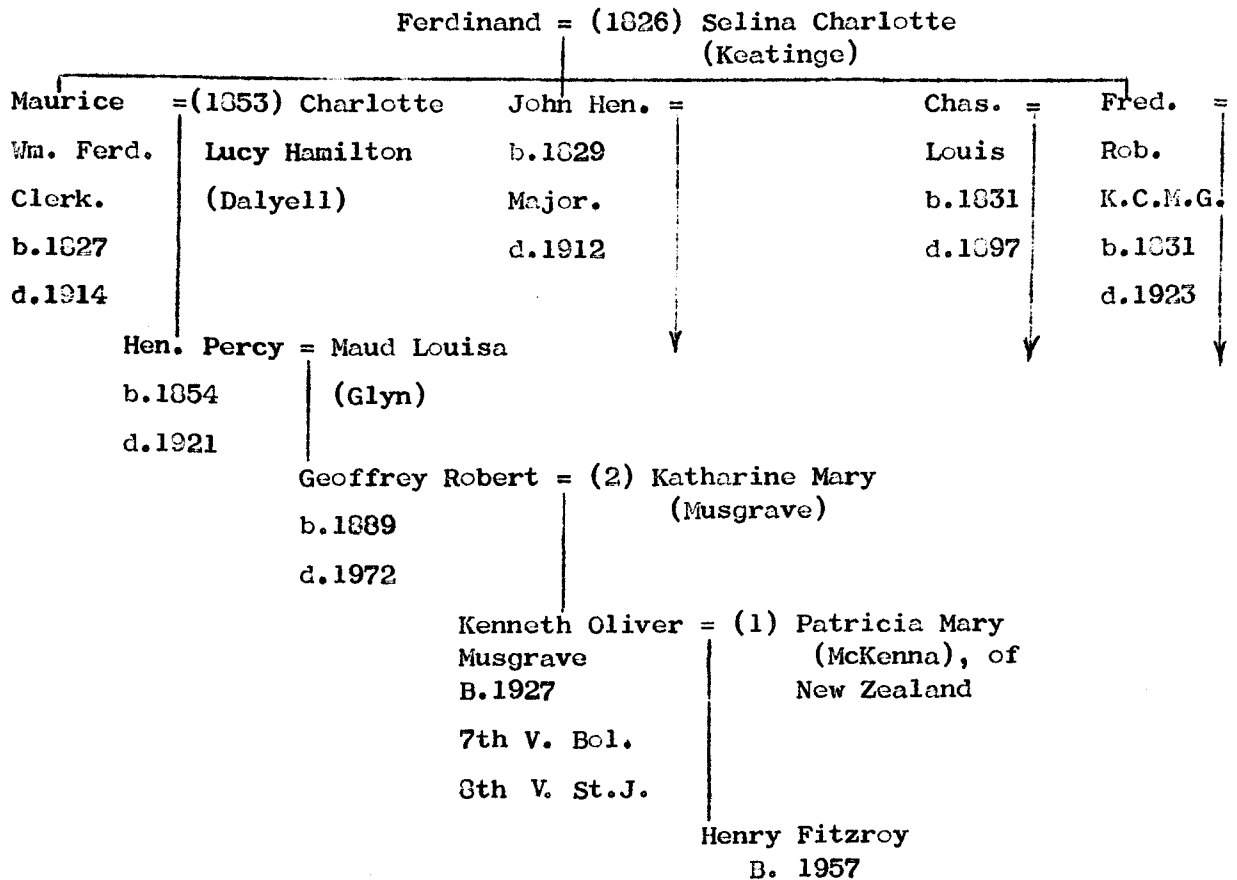 Ferdinand = (1826) Selina Charlotte
(Keatinge)
Maurice =(1853) Charlotte John Hen. = Chas. = Fred. =
Wm. Ferd. Lucy Hamilton b.1829 Louis Rob.
Clerk. (Dalyell) Major. b.1831 K.C.M.G.
b.1827 d.1912 d.1897 b.1831
d.1914 d.1923
Hen. Percy = Maud Louisa
b.1854 (Glyn)
d.1921
Geoffrey Robert = (2) Katharine Mary
(Musgrave)
b.1889
d.1972
Kenneth Oliver = (1) Patricia Mary
Musgrave (McKenna), of
B.1927 New Zealand
7th V. Bol.
8th V. St.J.
Henry Fitzroy
B. 1957